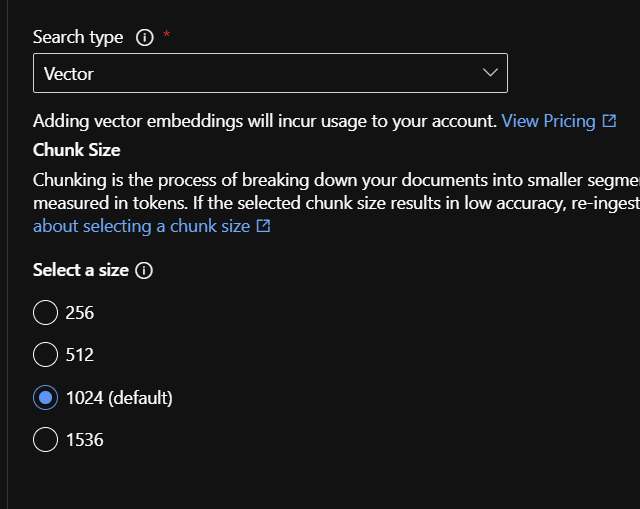 Search type *
Vector
Adding vector embeddings will incur usage to your account. View Pricing
Chunk Size
Chunking is the process of breaking down your documents into smaller segme
measured in tokens. If the selected chunk size results in low accuracy, re-ingest
about selecting a chunk size
Select a size
256
512
1024 (default)
1536